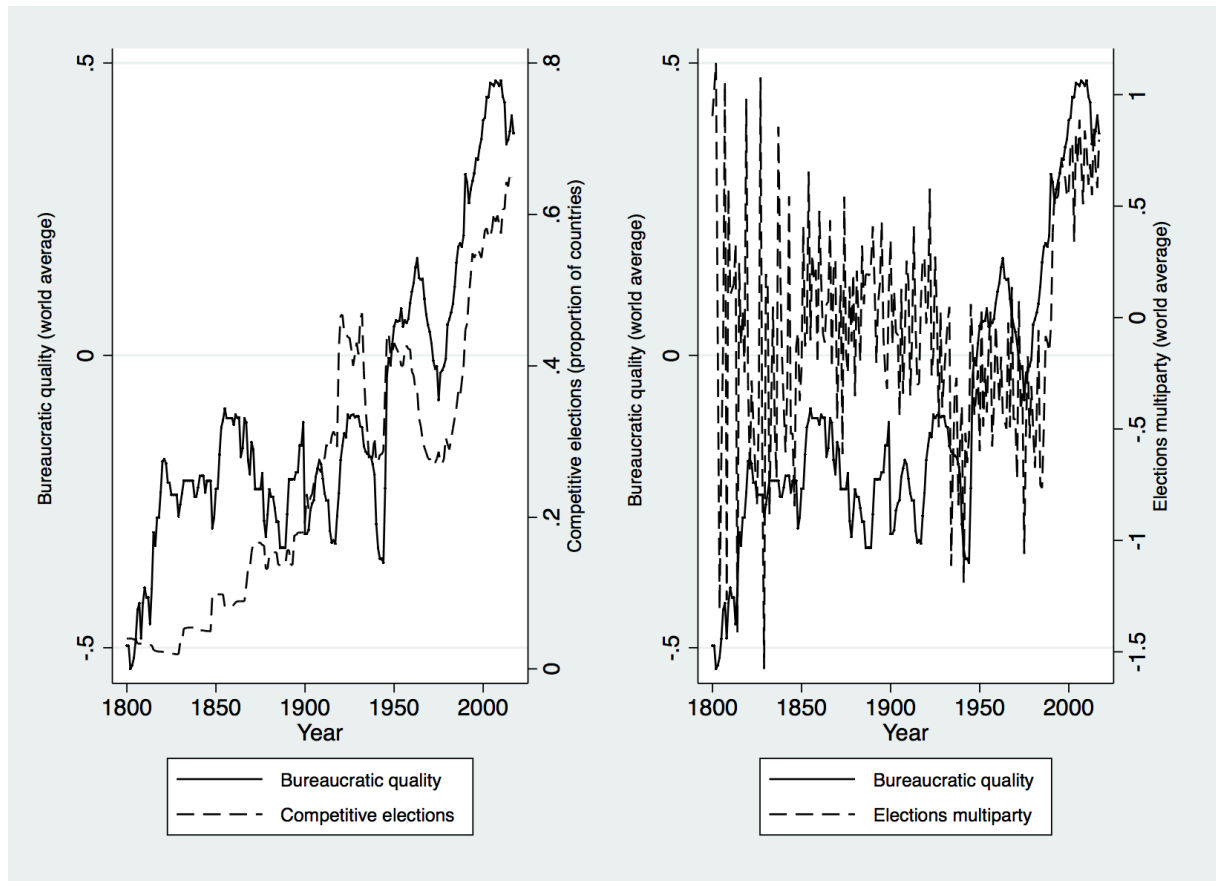 .5
0
-.5
Bureaucratic quality (world average)
.8
.6
.4
.2
0
Competitive elections (proportion of countries)
1800 1850 1900 1950 2000
Year
Bureaucratic quality
Competitive elections
.5
0
-.5
Bureaucratic quality (world average)
1
.5
0
-.5
-1
-1.5
Elections multiparty (world average)
1800 1850 1900 1950 2000
Year
Bureaucratic quality
Elections multiparty